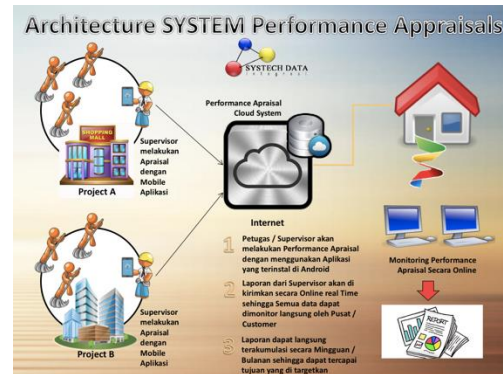 Architecture SYSTEM Performance Appraisals
SYSTECH DATA
Integrasi
Performance Appraisal
Cloud System
SHOPPING
MALL
Project A
Supervisor
melakukan
Apraisal
dengan
Mobile
Aplikasi
Internet
1 Petugas / Supervisor akan
melakukan Performance Appraisal
dengan menggunakan Aplikasi
yang terinstal di Android
2 Laporan dari Supervisor akan di
kirimkan secara Online real Time
sehingga Semua data dapat
dimonitor langsung oleh Pusat /
Customer
3 Laporan dapat langsung
terakumulasi secara Mingguan /
Bulanan sehingga dapat tercapai
tujuan yang di targetkan
Supervisor
melakukan
Apraisal
dengan
Mobile
Aplikasi
Project B
Monitoring Performance
Apraisal Secara Online
REPORT